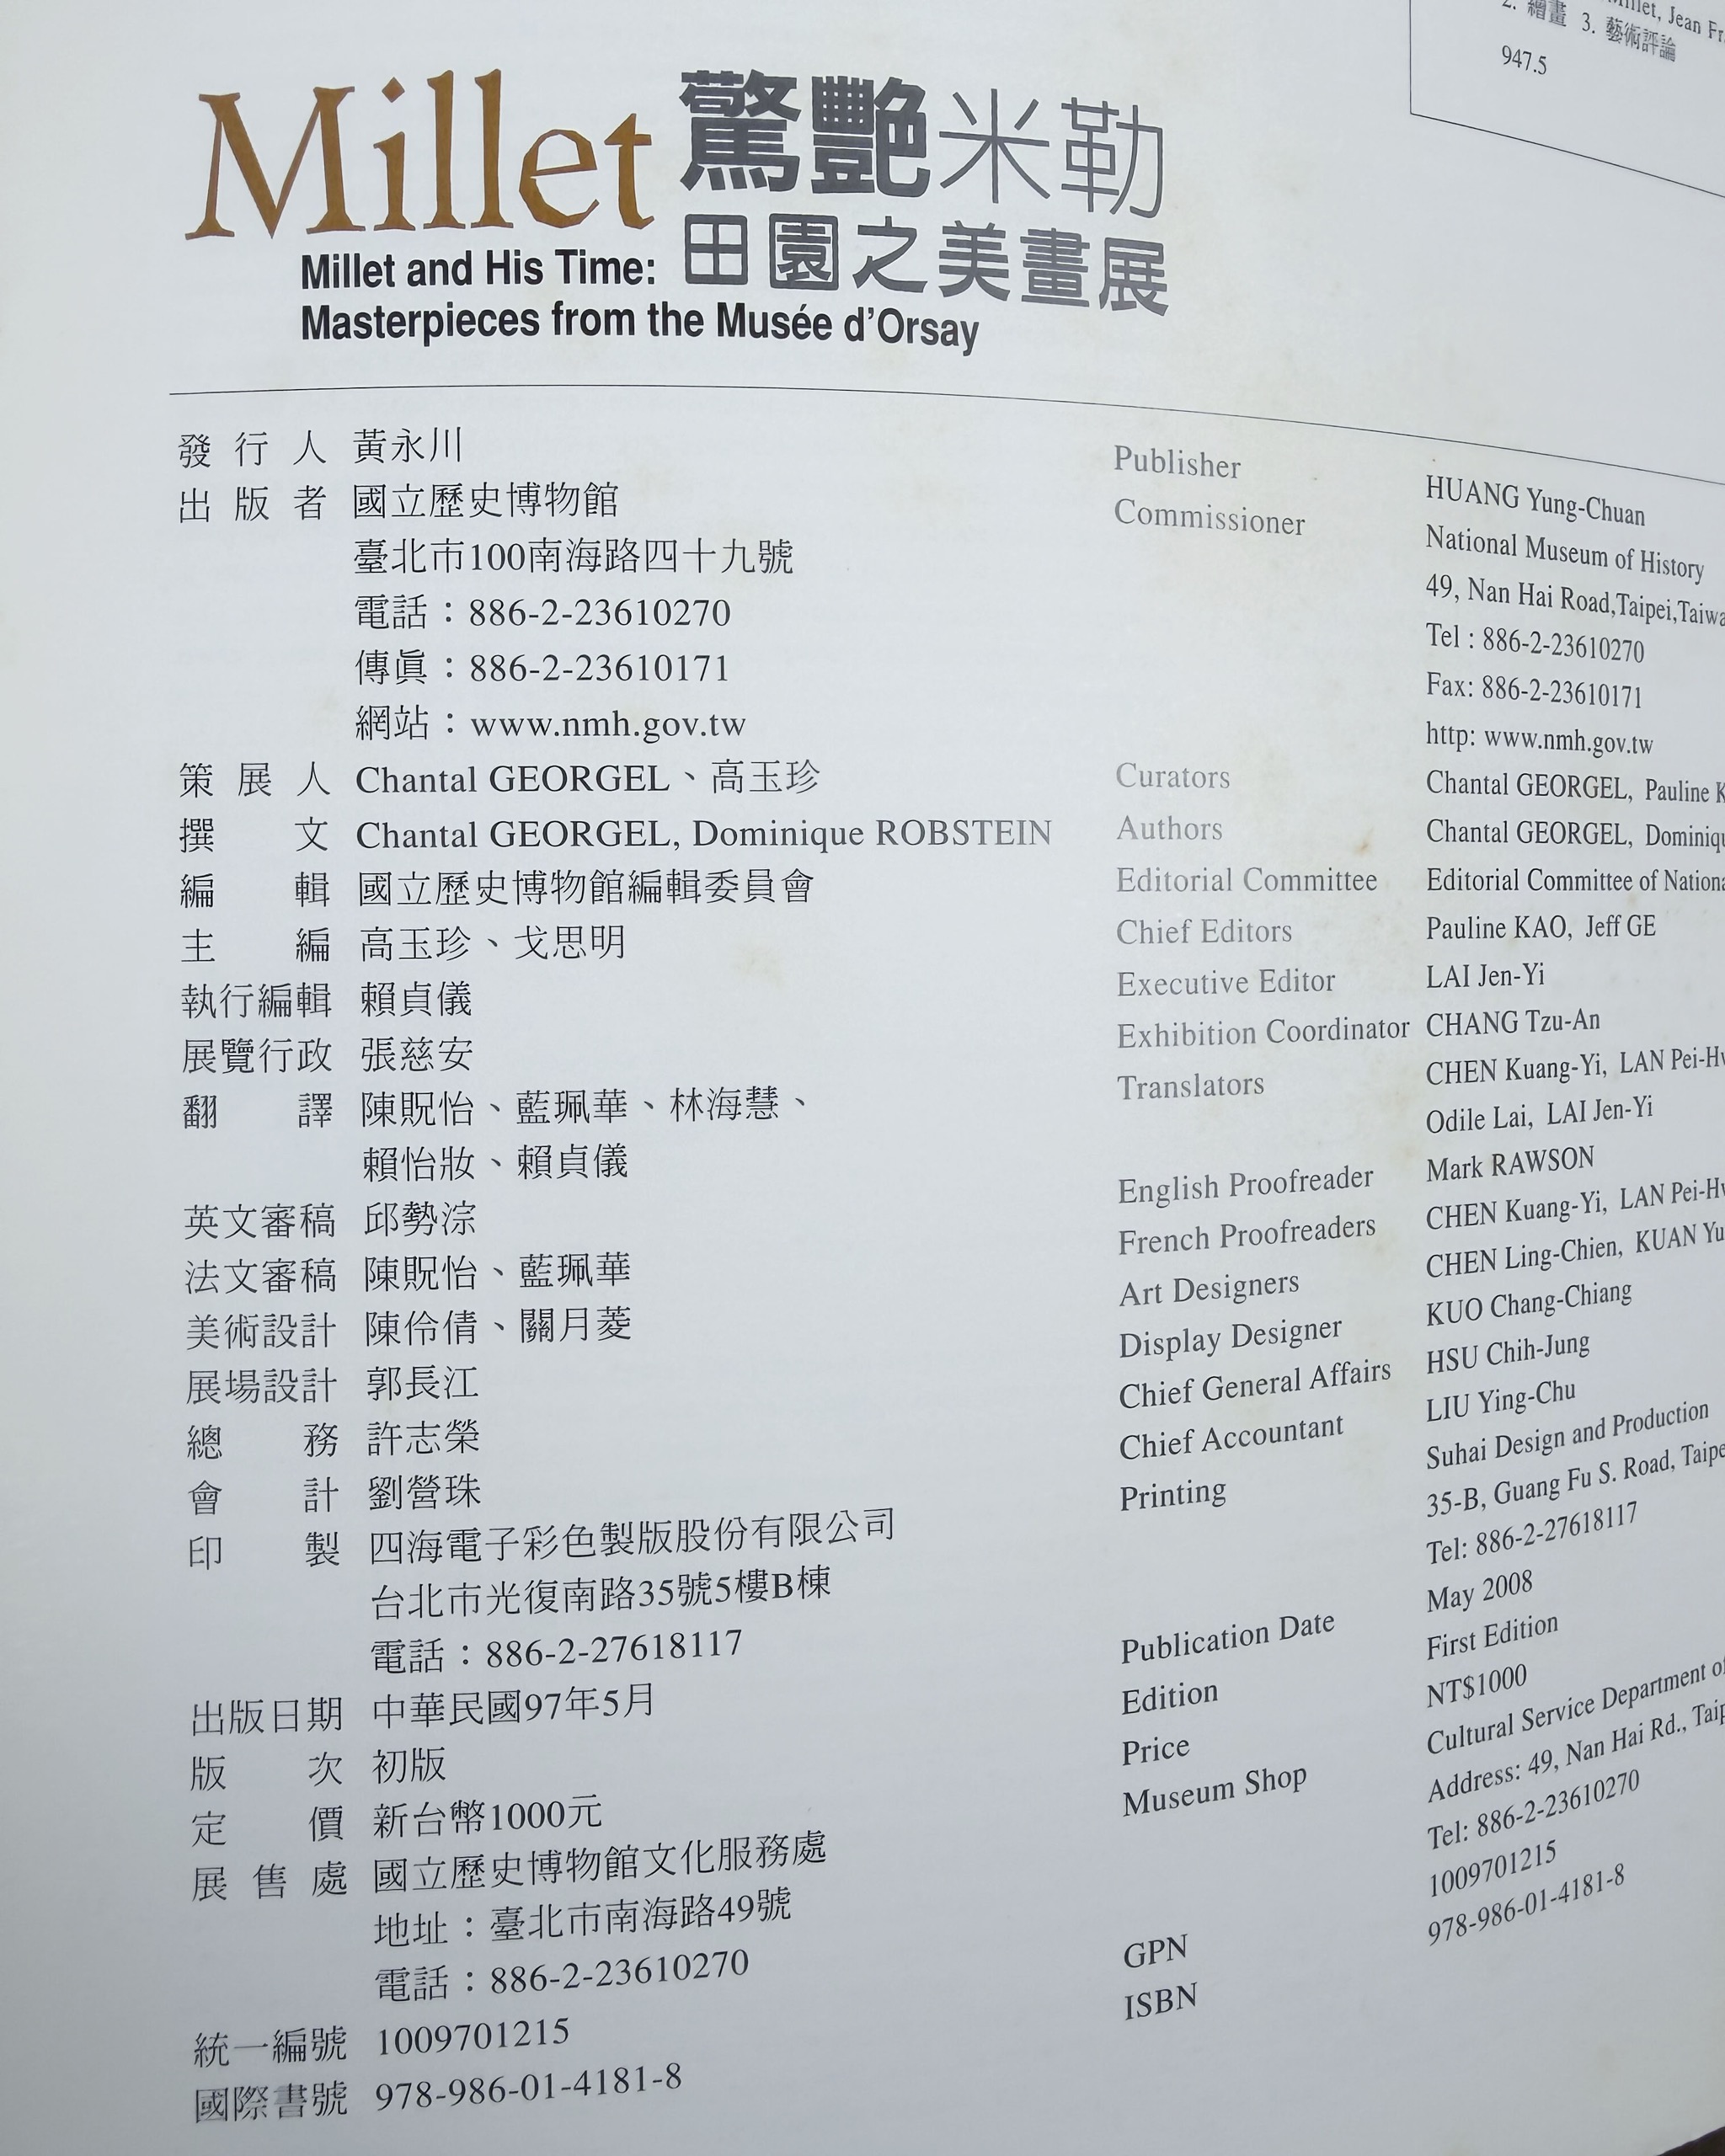 Millet, Jean Fr
2. 繪畫 3. 藝術評論
947.5
Millet 驚艷米勒
田園之美畫展
Millet and His Time:
Masterpieces from the Musée d'Orsay
發行人 黃永川
出版者 國立歷史博物館
臺北市100南海路四十九號
電話：886-2-23610270
傳眞：886-2-23610171
網站：www.nmh.gov.tw
策展人 Chantal GEORGEL、高玉珍
撰文 Chantal GEORGEL, Dominique ROBSTEIN
編輯 國立歷史博物館編輯委員會
主編 高玉珍、戈思明
執行編輯 賴貞儀
展覽行政 張慈安
翻譯 陳貺怡、藍珮華、林海慧、
賴怡妝、賴貞儀
英文審稿 邱勢淙
法文審稿 陳貺怡、藍珮華
美術設計 陳伶倩、關月菱
展場設計 郭長江
總務 許志榮
會計 劉營珠
印製 四海電子彩色製版股份有限公司
台北市光復南路35號5樓B棟
電話：886-2-27618117
出版日期 中華民國97年5月
版次 初版
定價 新台幣1000元
展售處 國立歷史博物館文化服務處
地址：臺北市南海路49號
電話：886-2-23610270
統一編號 1009701215
國際書號 978-986-01-4181-8
Publisher HUANG Yung-Chuan
Commissioner National Museum of History
49, Nan Hai Road,Taipei,Taiwa
Tel : 886-2-23610270
Fax: 886-2-23610171
http: www.nmh.gov.tw
Curators Chantal GEORGEL, Pauline K
Authors Chantal GEORGEL, Dominiqu
Editorial Committee Editorial Committee of Nationa
Chief Editors Pauline KAO, Jeff GE
Executive Editor LAI Jen-Yi
Exhibition Coordinator CHANG Tzu-An
Translators CHEN Kuang-Yi, LAN Pei-Hw
Odile Lai, LAI Jen-Yi
English Proofreader Mark RAWSON
French Proofreaders CHEN Kuang-Yi, LAN Pei-Hw
Art Designers CHEN Ling-Chien, KUAN Yu
Display Designer KUO Chang-Chiang
Chief General Affairs HSU Chih-Jung
Chief Accountant LIU Ying-Chu
Printing Suhai Design and Production
35-B, Guang Fu S. Road, Taipe
Tel: 886-2-27618117
Publication Date May 2008
Edition First Edition
Price NT$1000
Museum Shop Cultural Service Department of
Address: 49, Nan Hai Rd., Taip
Tel: 886-2-23610270
GPN 1009701215
ISBN 978-986-01-4181-8